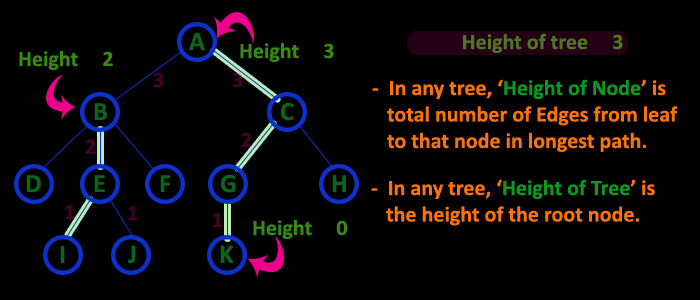 A
Height 3
Height of tree 3
Height 2
3
3
B
C
- In any tree, ‘Height of Node’ is
total number of Edges from leaf
to that node in longest path.
2
2
D
E
F
G
H
- In any tree, ‘Height of Tree’ is
the height of the root node.
1
1
1
Height 0
I
J
K